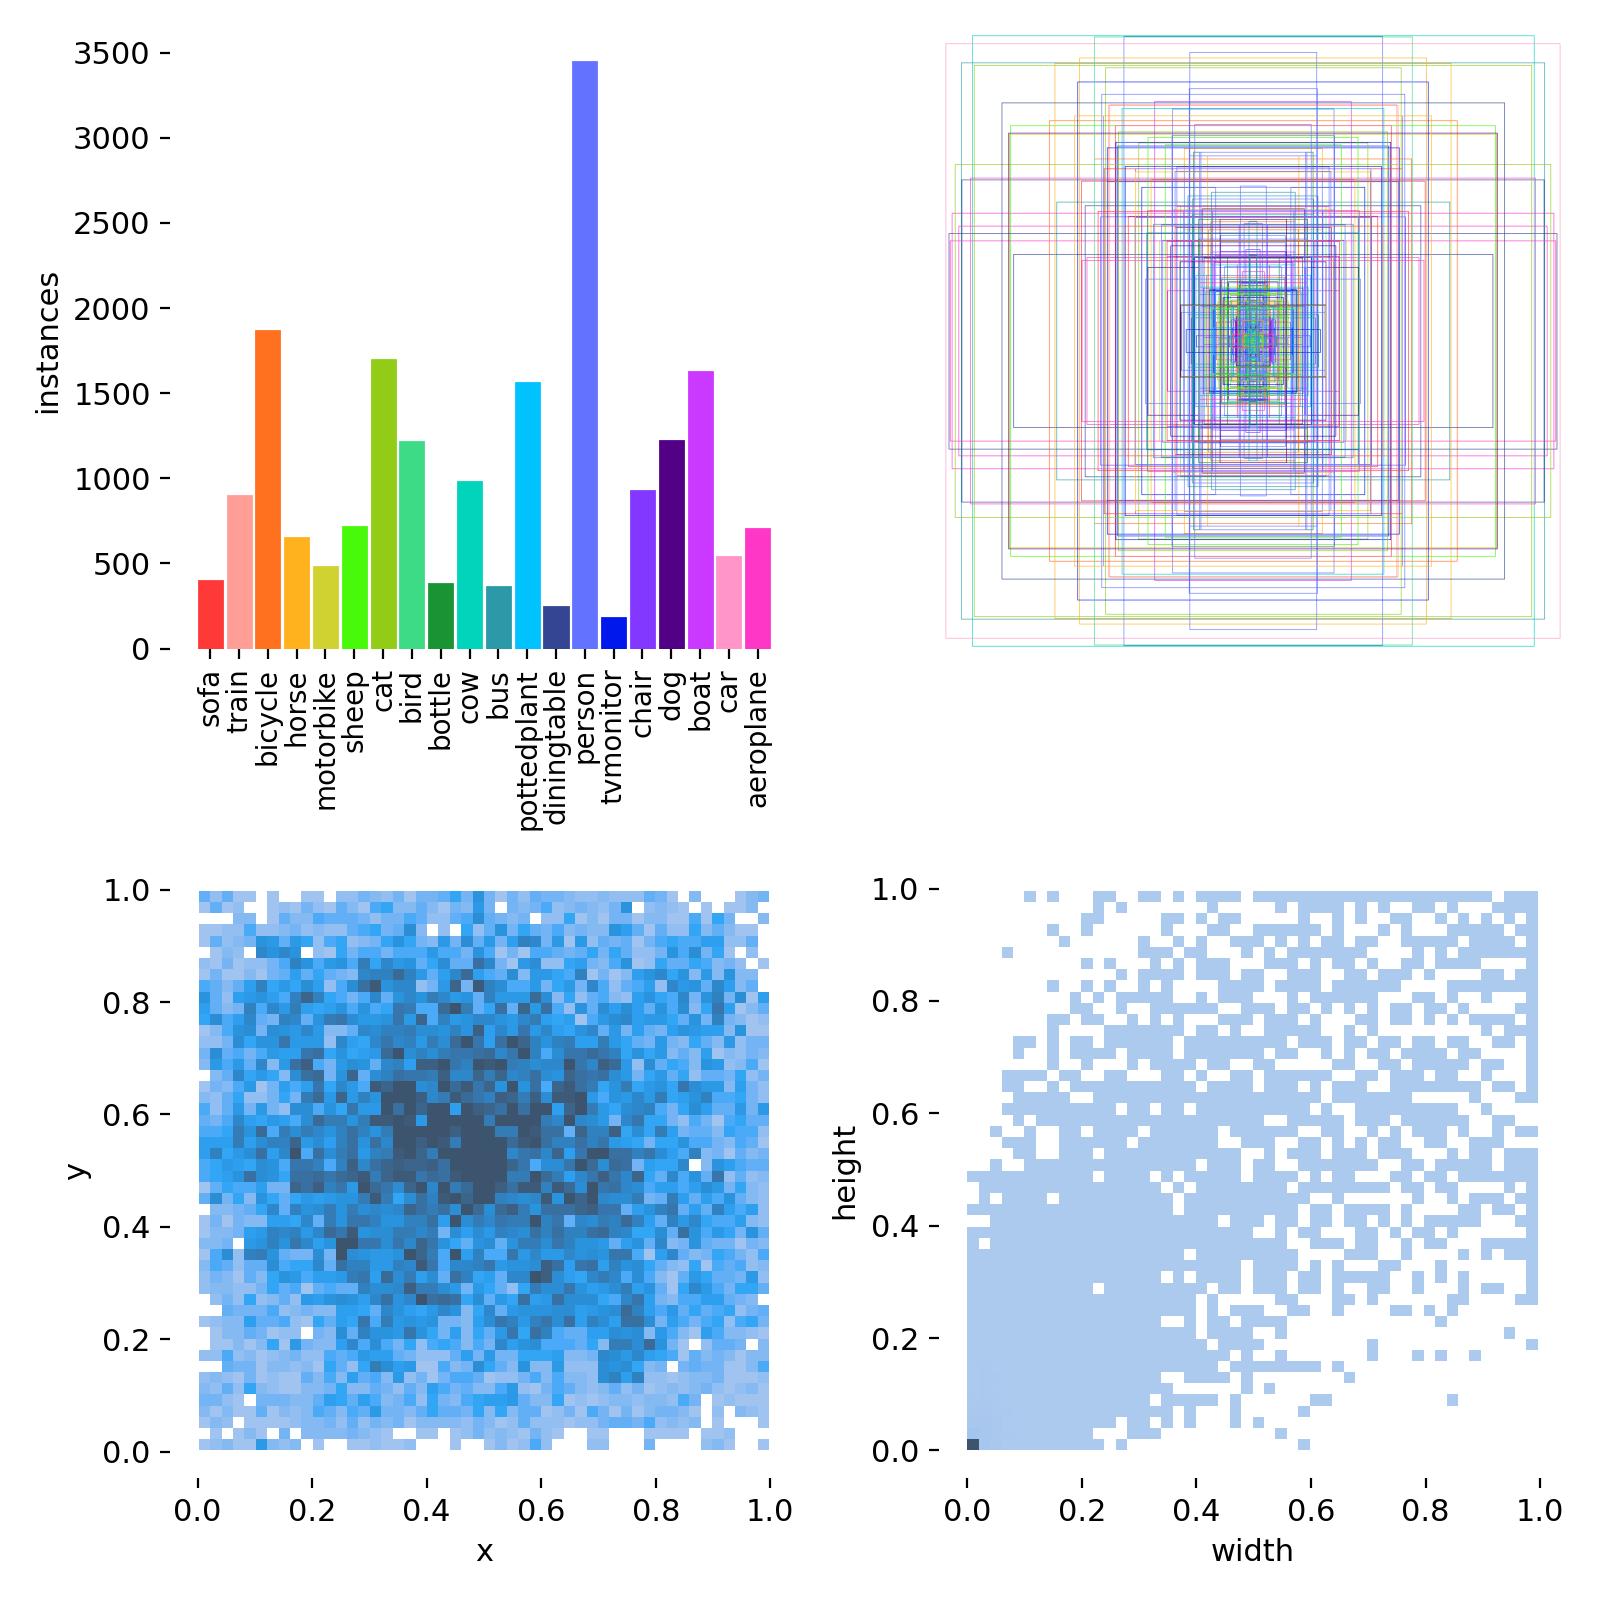 3500
3000
2500
2000
1500
1000
500
0
instances
sofa
train
bicycle
horse
motorbike
sheep
cat
bird
bottle
cow
bus
pottedplant
diningtable
person
tvmonitor
chair
dog
boat
car
aeroplane
1.0
0.8
0.6
0.4
0.2
0.0
y
0.0 0.2 0.4 0.6 0.8 1.0
x
1.0
0.8
0.6
0.4
0.2
0.0
height
0.0 0.2 0.4 0.6 0.8 1.0
width